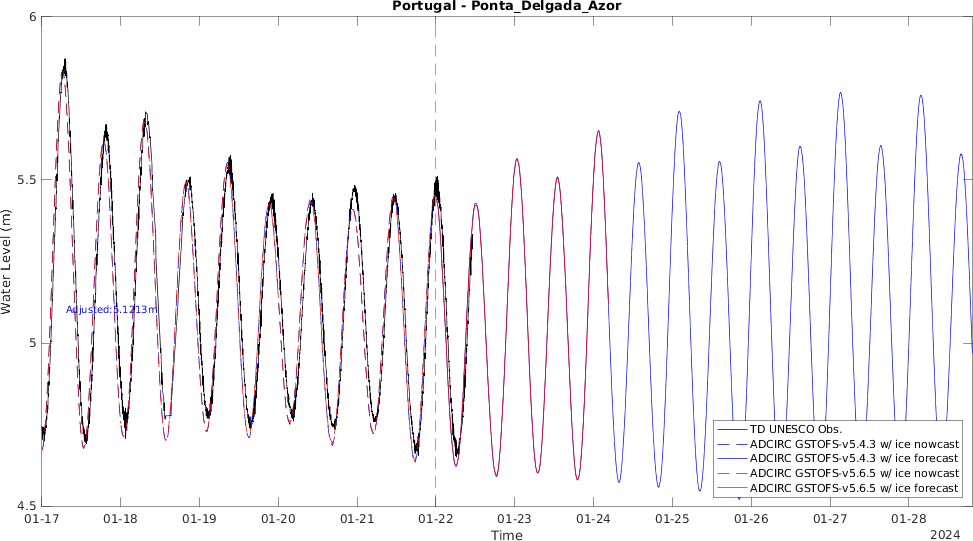 Portugal - Ponta_Delgada_Azor
6
5.5
5
4.5
Water Level (m)
Adjusted:5.1213m
TD UNESCO Obs.
ADCIRC GSTOFS-v5.4.3 w/ ice nowcast
ADCIRC GSTOFS-v5.4.3 w/ ice forecast
ADCIRC GSTOFS-v5.6.5 w/ ice nowcast
ADCIRC GSTOFS-v5.6.5 w/ ice forecast
01-17 01-18 01-19 01-20 01-21 01-22 01-23 01-24 01-25 01-26 01-27 01-28
Time
2024